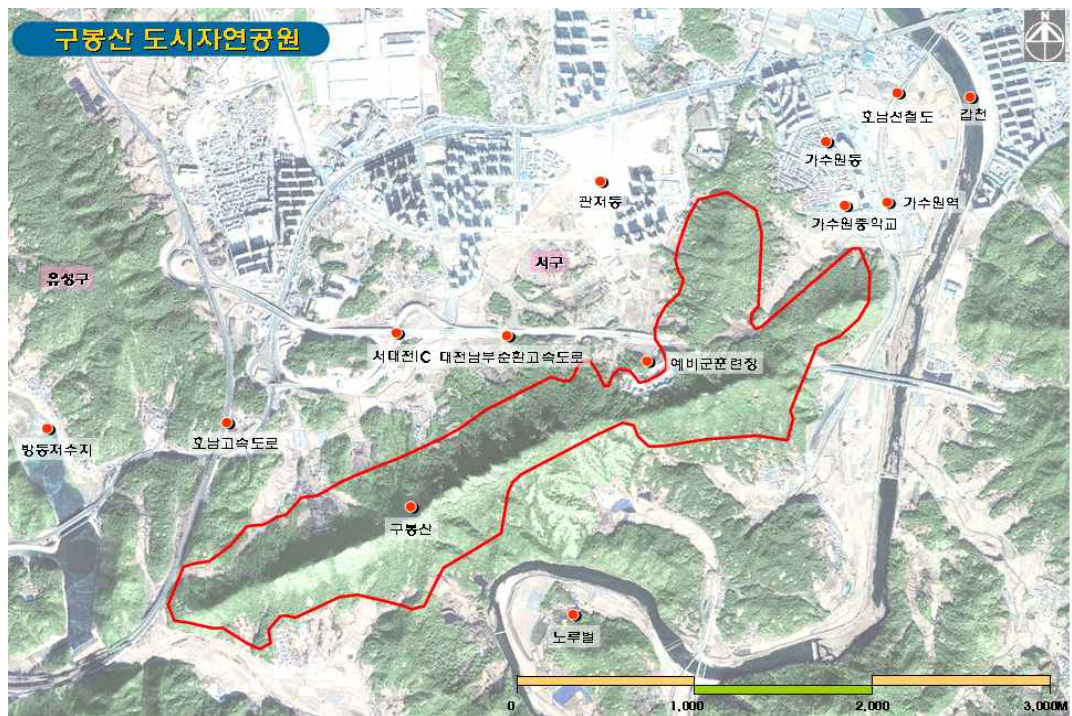 구봉산 도시자연공원
N
호남선철도
갑천
가수원동
관저동
가수원중학교
가수원역
유성구
서구
서대전IC
대전남부순환고속도로
예비군훈련장
방동저수지
호남고속도로
구봉산
노루벌
0
1,000
2,000
3,000M